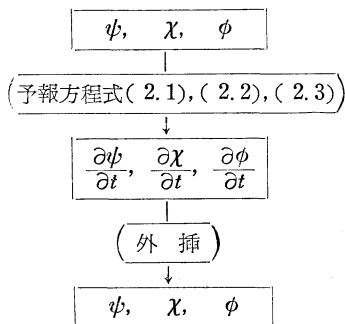 ψ, χ, φ
(予報方程式(2.1), (2.2), (2.3))
∂ψ/∂t, ∂χ/∂t, ∂φ/∂t
(外 挿)
ψ, χ, φ